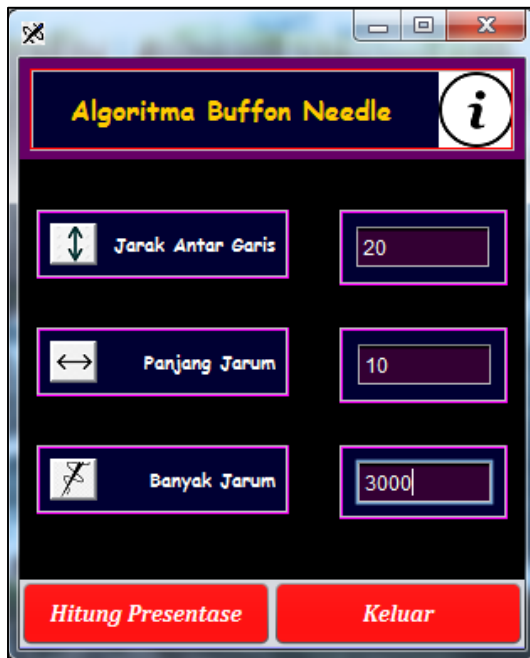 Algoritma Buffon Needle
i
Jarak Antar Garis
20
Panjang Jarum
10
Banyak Jarum
3000
Hitung Presentase
Keluar